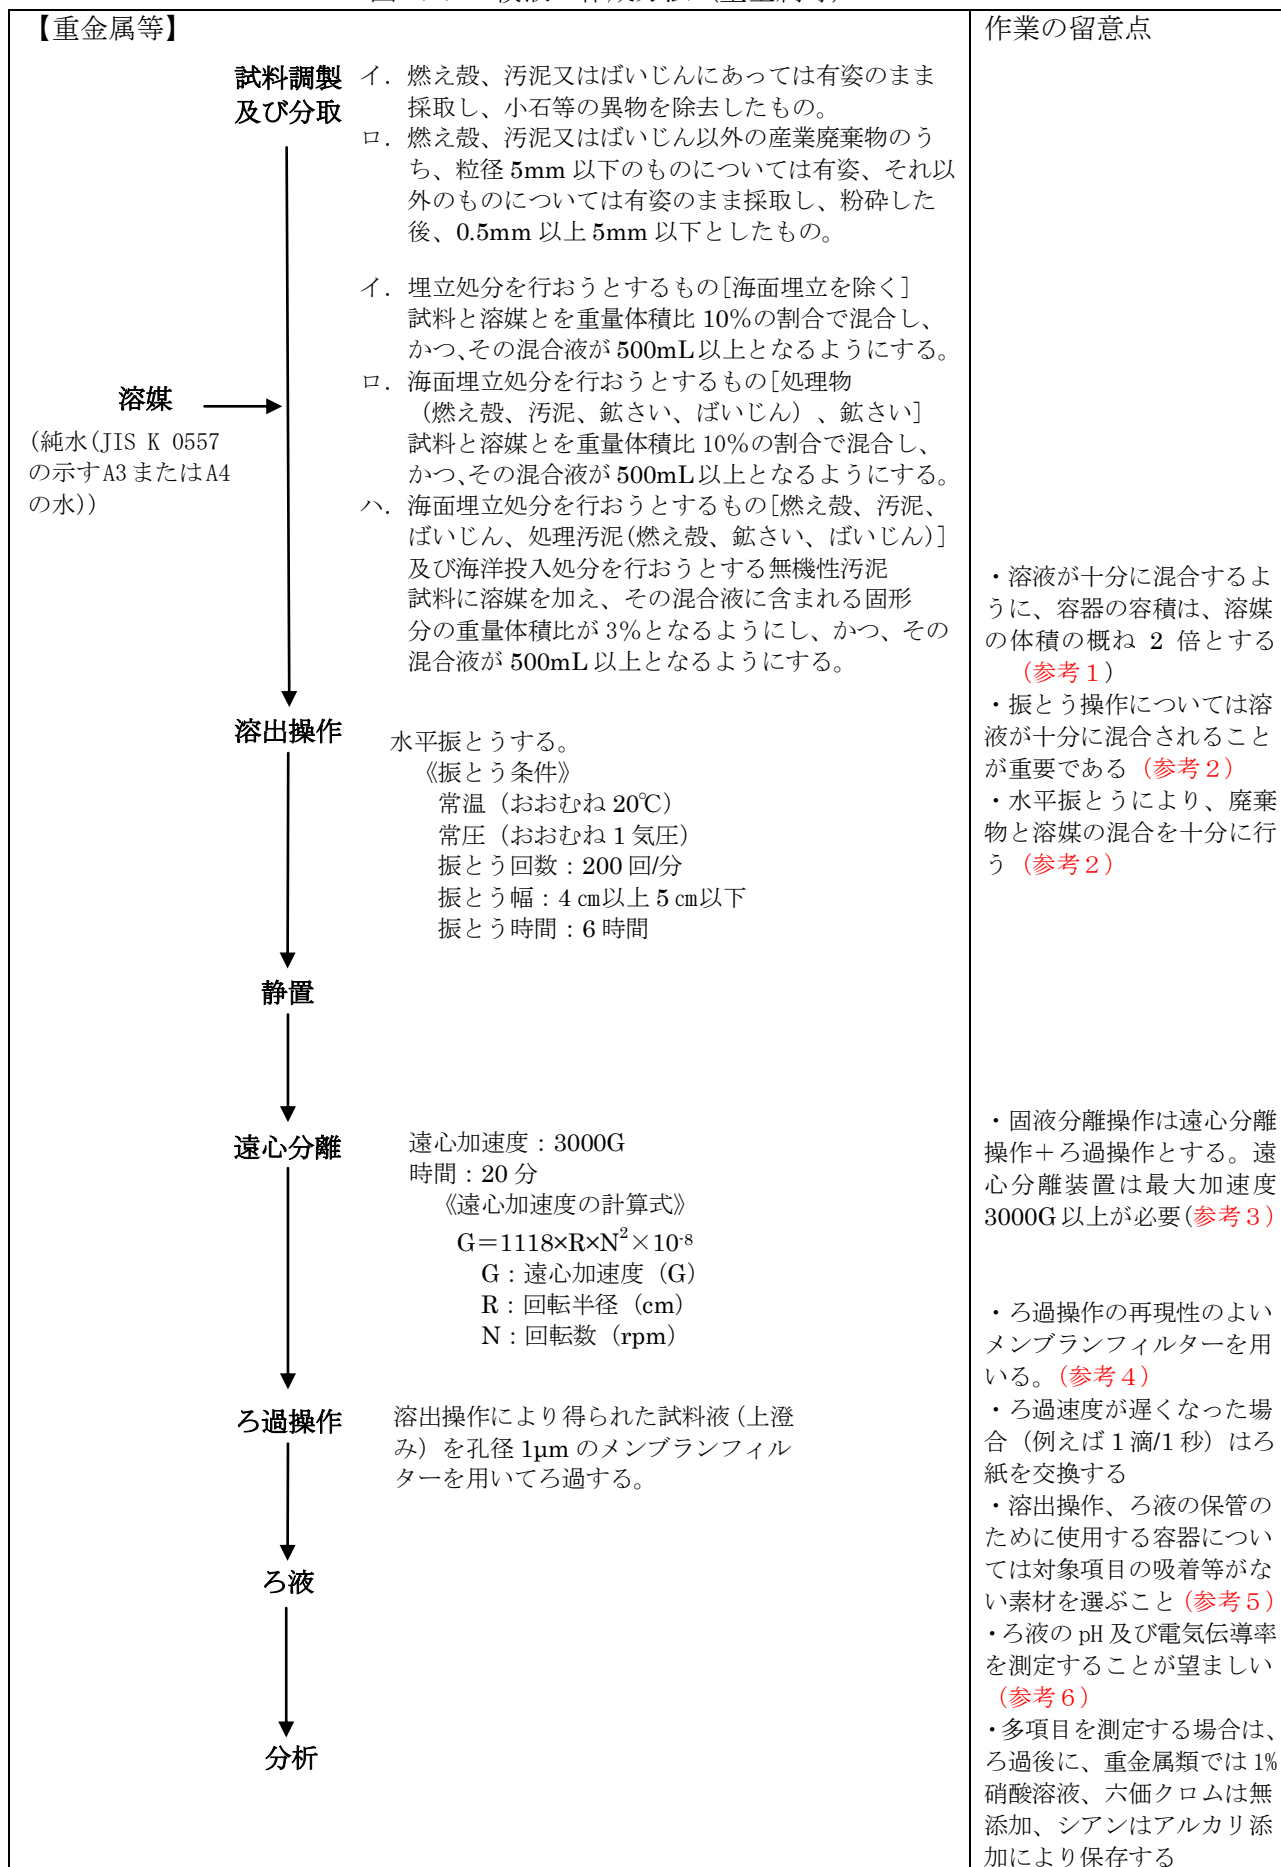 【重金属等】
試料調製
及び分取
イ．燃え殻、汚泥又はばいじんにあっては有姿のまま
採取し、小石等の異物を除去したもの。
ロ．燃え殻、汚泥又はばいじん以外の産業廃棄物のう
ち、粒径 5mm 以下のものについては有姿、それ以
外のものについては有姿のまま採取し、粉砕した
後、0.5mm 以上 5mm 以下としたもの。
イ．埋立処分を行おうとするもの[海面埋立を除く]
試料と溶媒とを重量体積比 10％の割合で混合し、
かつ、その混合液が 500mL 以上となるようにする。
ロ．海面埋立処分を行おうとするもの[処理物
（燃え殻、汚泥、鉱さい、ばいじん）、鉱さい]
試料と溶媒とを重量体積比 10％の割合で混合し、
かつ、その混合液が 500mL 以上となるようにする。
ハ．海面埋立処分を行おうとするもの[燃え殻、汚泥、
ばいじん、処理汚泥(燃え殻、鉱さい、ばいじん)]
及び海洋投入処分を行おうとする無機性汚泥
試料に溶媒を加え、その混合液に含まれる固形
分の重量体積比が 3％となるようにし、かつ、その
混合液が 500mL 以上となるようにする。
溶媒
(純水(JIS K 0557
の示すA3 またはA4
の水))
溶出操作
水平振とうする。
《振とう条件》
常温（おおむね 20℃）
常圧（おおむね 1 気圧）
振とう回数：200 回/分
振とう幅：4 ㎝以上 5 ㎝以下
振とう時間：6 時間
静置
遠心分離
遠心加速度：3000G
時間：20 分
《遠心加速度の計算式》
G＝1118×R×N²×10⁻⁸
G：遠心加速度（G）
R：回転半径（cm）
N：回転数（rpm）
ろ過操作
溶出操作により得られた試料液（上澄
み）を孔径 1µm のメンブランフィル
ターを用いてろ過する。
ろ液
分析
作業の留意点
・溶液が十分に混合するよ
うに、容器の容積は、溶媒
の体積の概ね 2 倍とする
（参考１）
・振とう操作については溶
液が十分に混合されること
が重要である（参考２）
・水平振とうにより、廃棄
物と溶媒の混合を十分に行
う（参考２）
・固液分離操作は遠心分離
操作＋ろ過操作とする。遠
心分離装置は最大加速度
3000G 以上が必要（参考３）
・ろ過操作の再現性のよい
メンブランフィルターを用
いる。（参考４）
・ろ過速度が遅くなった場
合（例えば 1 滴/1 秒）はろ
紙を交換する
・溶出操作、ろ液の保管の
ために使用する容器につい
ては対象項目の吸着等がな
い素材を選ぶこと（参考５）
・ろ液の pH 及び電気伝導率
を測定することが望ましい
（参考６）
・多項目を測定する場合は、
ろ過後に、重金属類では 1%
硝酸溶液、六価クロムは無
添加、シアンはアルカリ添
加により保存する